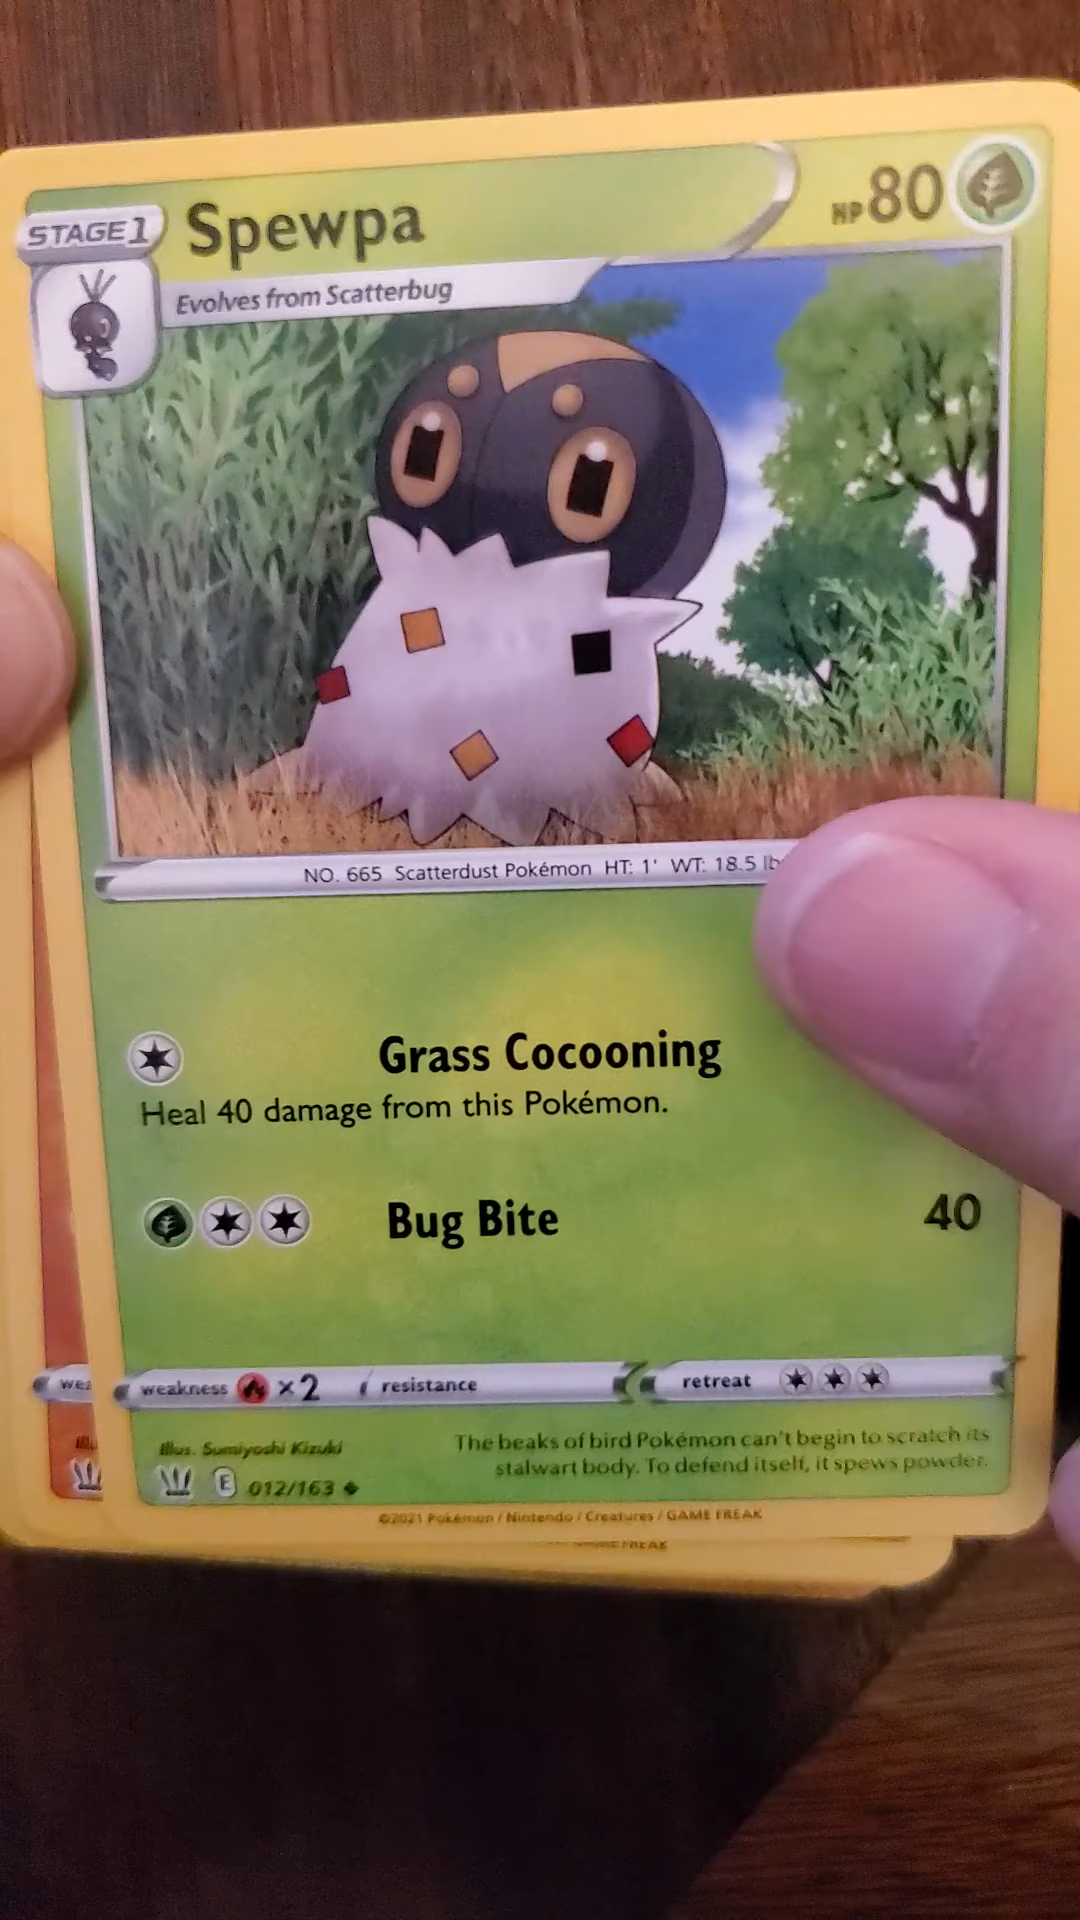 STAGE1
Spewpa
HP 80
Evolves from Scatterbug
NO. 665 Scatterdust Pokémon HT: 1' WT: 18.5 lb
Grass Cocooning
Heal 40 damage from this Pokémon.
Bug Bite 40
wea
weakness ×2 resistance retreat
Illus. Sumiyoshi Kizuki
The beaks of bird Pokémon can't begin to scratch its
stalwart body. To defend itself, it spews powder.
E 012/163
©2021 Pokémon / Nintendo / Creatures / GAME FREAK
FREAK